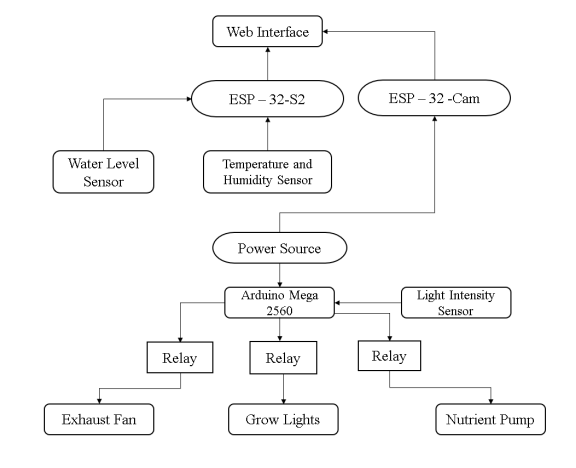 Web Interface
ESP – 32-S2
ESP – 32 -Cam
Water Level
Sensor
Temperature and
Humidity Sensor
Power Source
Arduino Mega
2560
Light Intensity
Sensor
Relay
Relay
Relay
Exhaust Fan
Grow Lights
Nutrient Pump